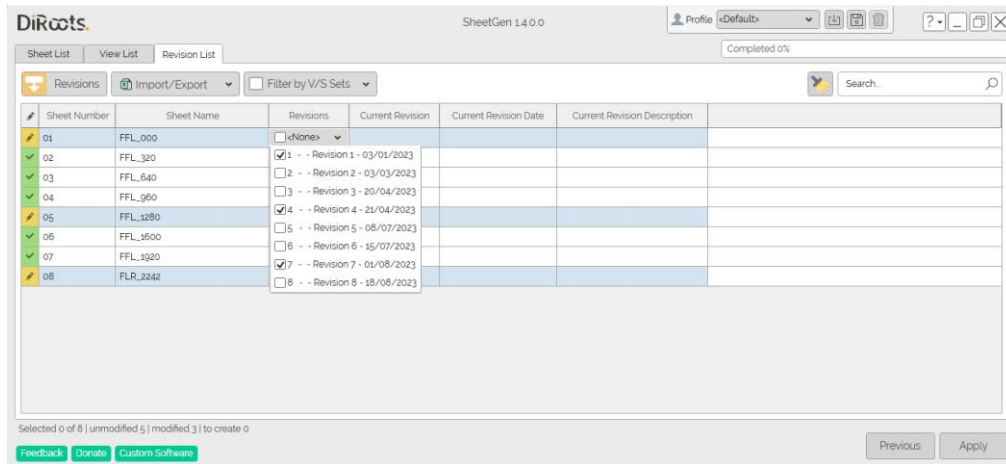 DiRoots.
SheetGen 1.4.0.0
Profile <Default>
?
Sheet List View List Revision List
Completed 0%
Revisions Import/Export Filter by V/S Sets
Search..
Sheet Number Sheet Name Revisions Current Revision Current Revision Date Current Revision Description
01 FFL_000 <None>
02 FFL_320
03 FFL_640
04 FFL_960
05 FFL_1280
06 FFL_1600
07 FFL_1920
08 FLR_2242
1 - - Revision 1 - 03/01/2023
2 - - Revision 2 - 03/03/2023
3 - - Revision 3 - 20/04/2023
4 - - Revision 4 - 21/04/2023
5 - - Revision 5 - 08/07/2023
6 - - Revision 6 - 15/07/2023
7 - - Revision 7 - 01/08/2023
8 - - Revision 8 - 18/08/2023
Selected 0 of 8 | unmodified 5 | modified 3 | to create 0
Feedback Donate Custom Software
Previous Apply